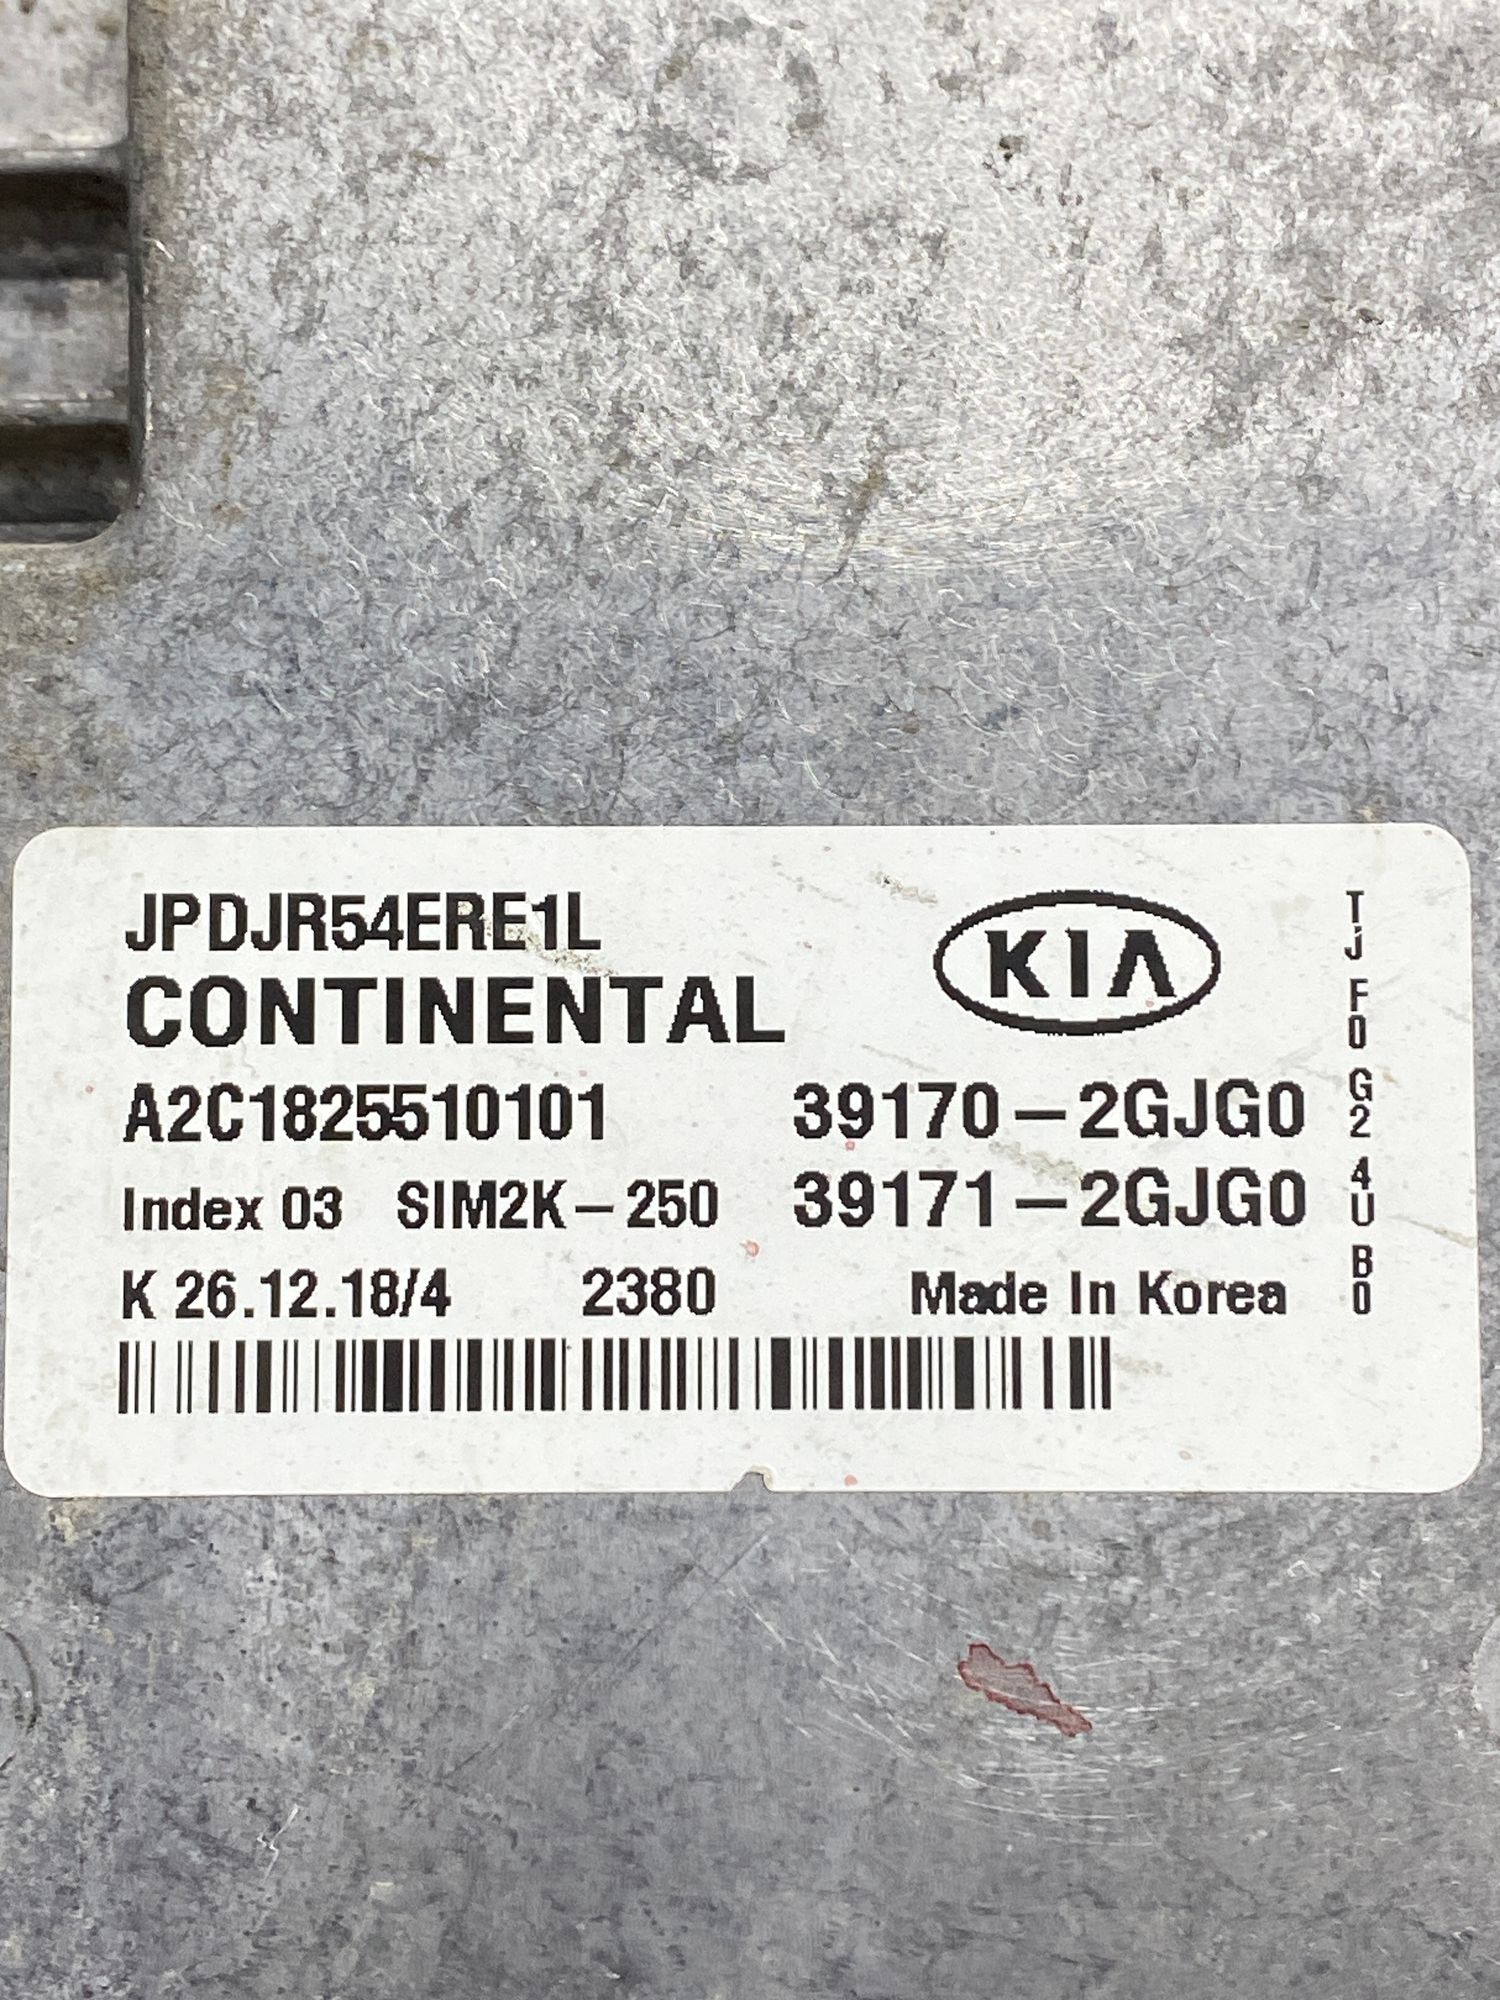 JPDJR54ERE1L
KIA
CONTINENTAL
A2C1825510101 39170-2GJG0
Index 03 SIM2K-250 39171-2GJG0
K 26.12.18/4 2380 Made In Korea
TJ F0 G2 4U B0